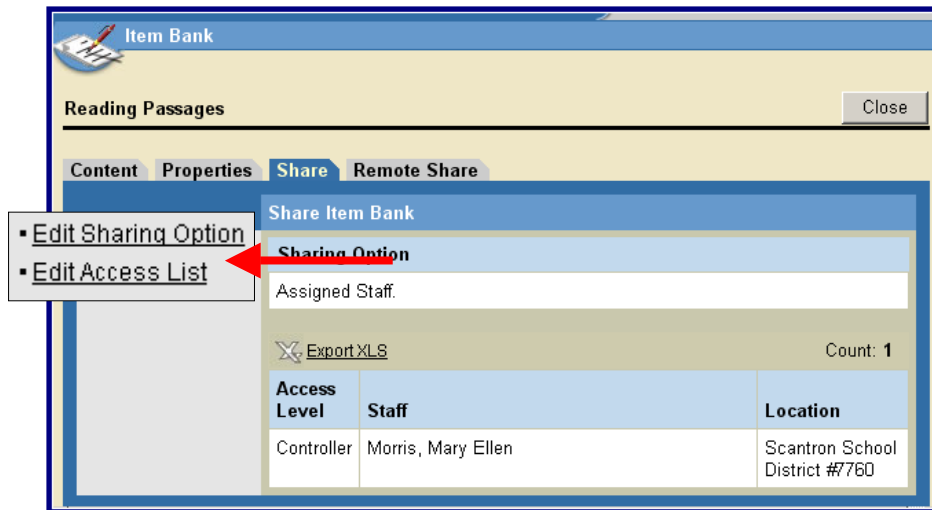 Item Bank
Reading Passages
Close
Content Properties Share Remote Share
Share Item Bank
▪ Edit Sharing Option
▪ Edit Access List
Sharing Option
Assigned Staff.
Export XLS
Count: 1
Access Level Staff Location
Controller Morris, Mary Ellen Scantron School
District #7760